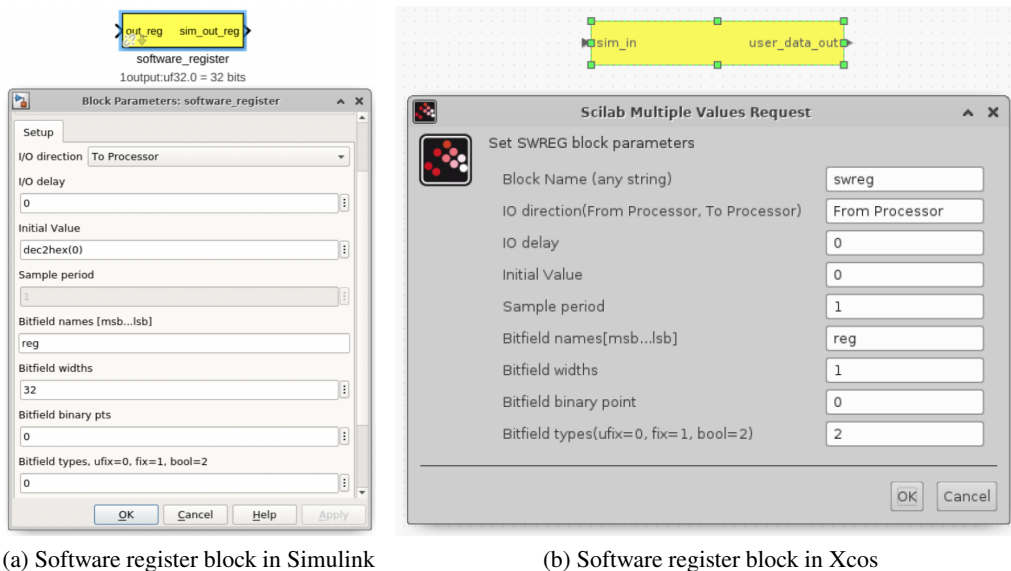 out_reg sim_out_reg
software_register
1output:uf32.0 = 32 bits
Block Parameters: software_register
Setup
I/O direction To Processor
I/O delay
0
Initial Value
dec2hex(0)
Sample period
1
Bitfield names [msb...lsb]
reg
Bitfield widths
32
Bitfield binary pts
0
Bitfield types, ufix=0, fix=1, bool=2
0
OK Cancel Help Apply
(a) Software register block in Simulink
sim_in user_data_out
Scilab Multiple Values Request
Set SWREG block parameters
Block Name (any string) swreg
IO direction(From Processor, To Processor) From Processor
IO delay 0
Initial Value 0
Sample period 1
Bitfield names[msb...lsb] reg
Bitfield widths 1
Bitfield binary point 0
Bitfield types(ufix=0, fix=1, bool=2) 2
OK Cancel
(b) Software register block in Xcos